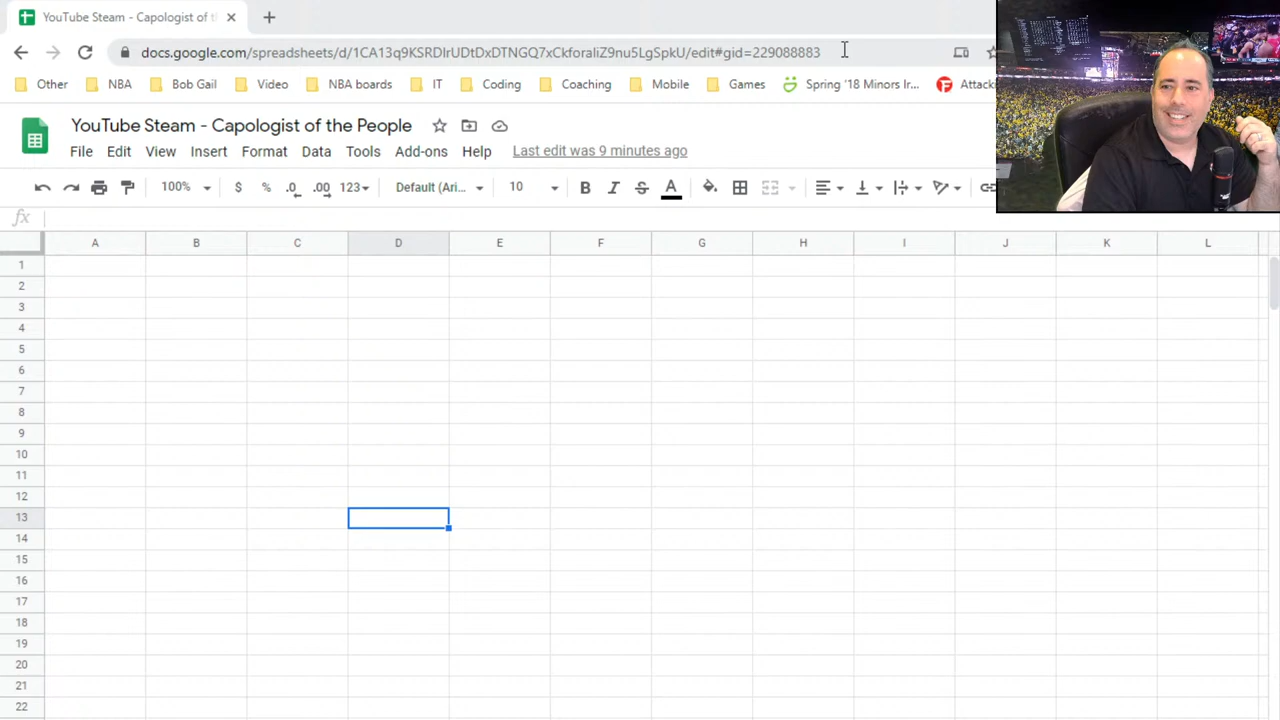 YouTube Steam - Capologist of t
docs.google.com/spreadsheets/d/
/edit#gid=229088883
Other NBA Bob Gail Video NBA boards IT Coding Coaching Mobile Games Spring '18 Minors Ir... Attack
YouTube Steam - Capologist of the People
File Edit View Insert Format Data Tools Add-ons Help Last edit was 9 minutes ago
100% $ % .0 .00 123 Default (Ari... 10 B I S A
fx
A B C D E F G H I J K L
1
2
3
4
5
6
7
8
9
10
11
12
13
14
15
16
17
18
19
20
21
22